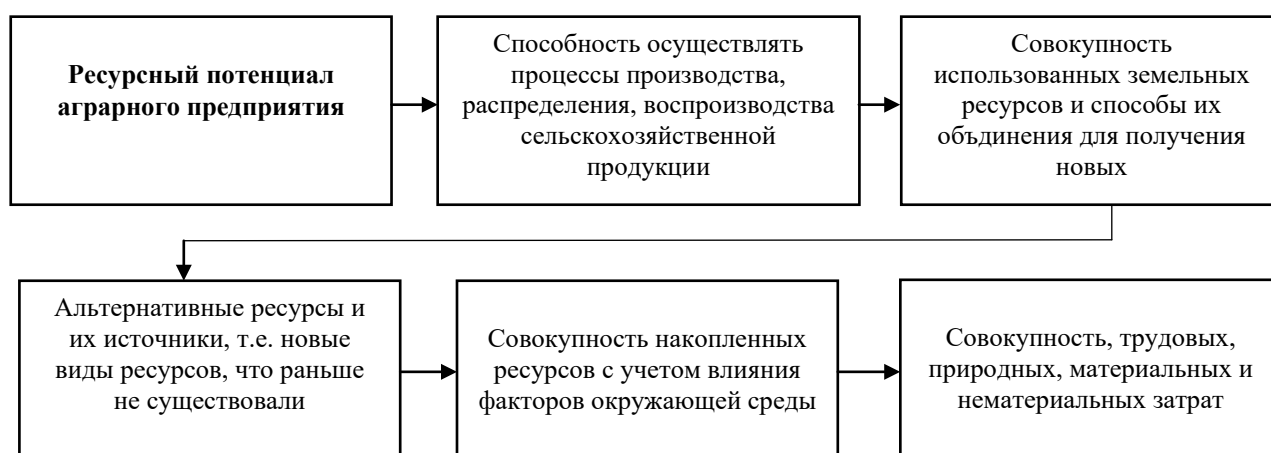 Ресурсный потенциал
аграрного предприятия
Способность осуществлять
процессы производства,
распределения, воспроизводства
сельскохозяйственной
продукции
Совокупность
использованных земельных
ресурсов и способы их
объдинения для получения
новых
Альтернативные ресурсы и
их источники, т.е. новые
виды ресурсов, что раньше
не существовали
Совокупность накопленных
ресурсов с учетом влияния
факторов окружающей среды
Совокупность, трудовых,
природных, материальных и
нематериальных затрат